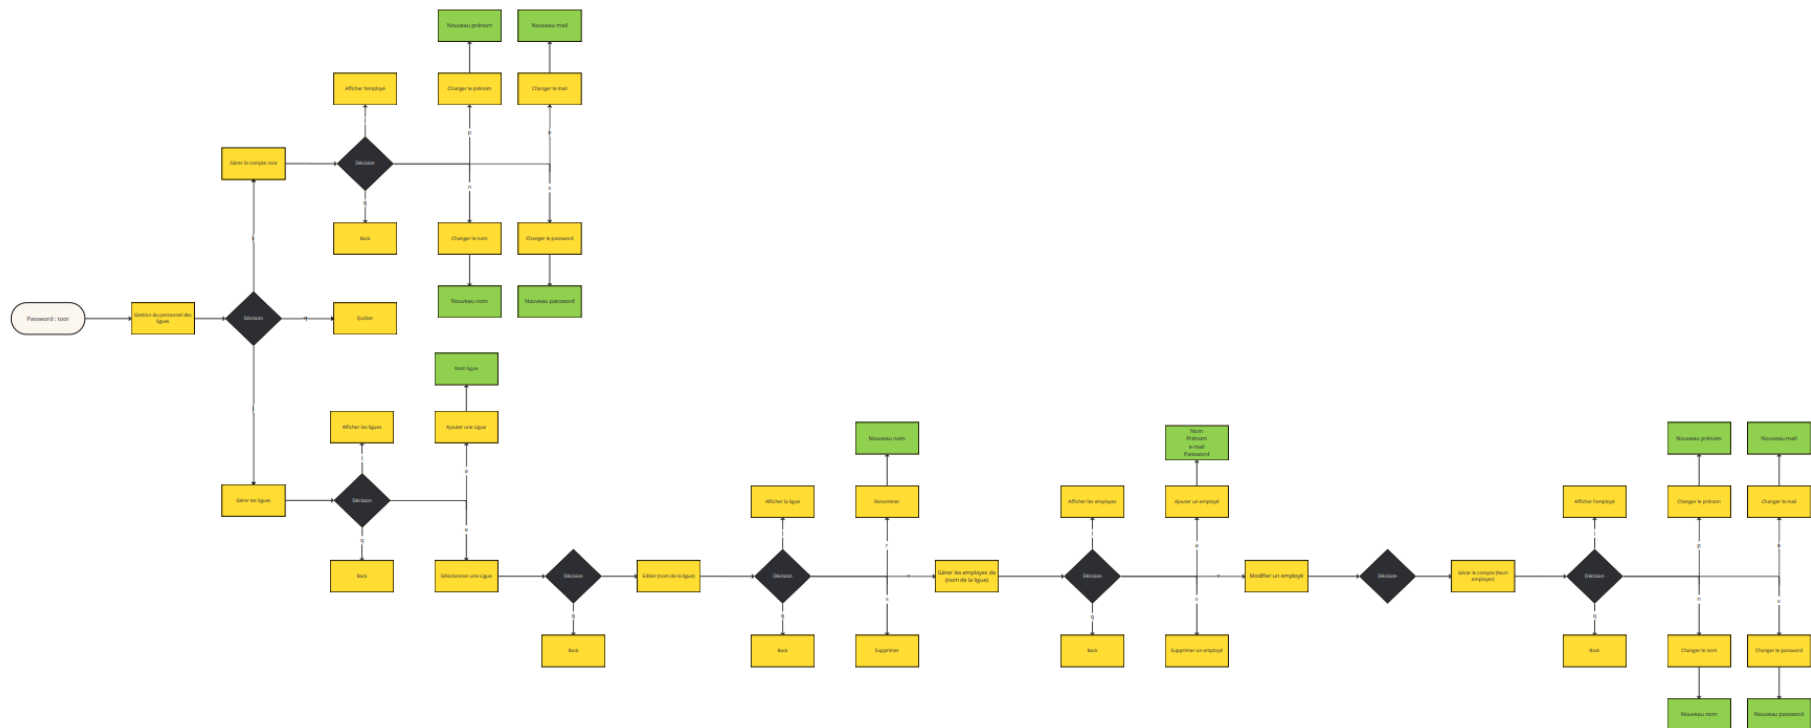 Nouveau prénom
Nouveau mail
Afficher l'employé
Changer le prénom
Changer le mail
p
Gérer le compte root
Décision
n
q
Back
Changer le nom
Changer le password
Nouveau nom
Nouveau password
Password : toor
Gestion du personnel des
ligues
Décision
q
Quitter
Nom ligue
Afficher les ligues
Ajouter une Ligue
Gérer les ligues
Décision
q
Back
Sélectionner une Ligue
Décision
q
Back
Éditer (nom de la ligue)
Afficher la ligue
Décision
q
Back
Nouveau nom
Renommer
r
s
Supprimer
Gérer les employes de
(nom de la ligue)
Afficher les employes
Décision
q
Back
Nom
Prénom
e-mail
Password
Ajouter un employé
s
Supprimer un employé
Modifier un employé
Décision
Gérer le compte (Nom
employer)
Afficher l'employé
Décision
q
Back
Nouveau prénom
Nouveau mail
Changer le prénom
Changer le mail
p
n
Changer le nom
Changer le password
Nouveau nom
Nouveau password